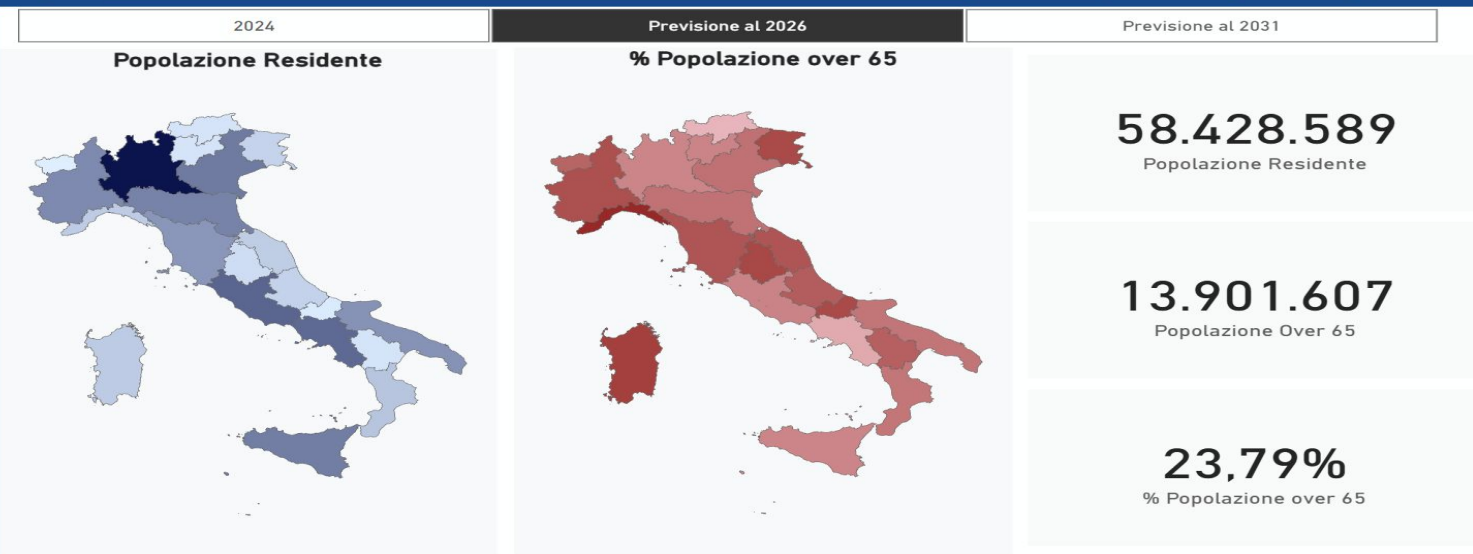 2024
Previsione al 2026
Previsione al 2031
Popolazione Residente
% Popolazione over 65
58.428.589
Popolazione Residente
13.901.607
Popolazione Over 65
23,79%
% Popolazione over 65